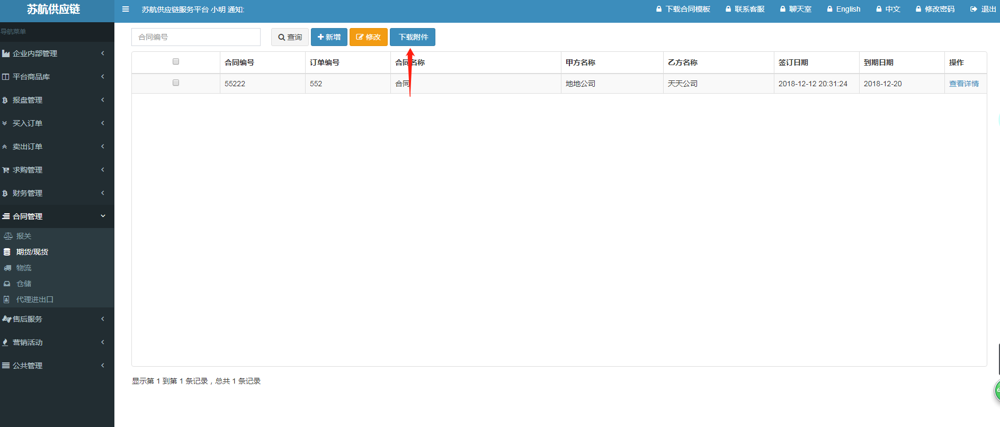 苏航供应链
苏航供应链服务平台 小明 通知:
下载合同模板 联系客服 聊天室 English 中文 修改密码 退出
导航菜单
企业内部管理
平台商品库
报盘管理
买入订单
卖出订单
求购管理
财务管理
合同管理
报关
期货/现货
物流
仓储
代理进出口
售后服务
营销活动
公共管理
合同编号 查询 新增 修改 下载附件
合同编号 订单编号 合同名称 甲方名称 乙方名称 签订日期 到期日期 操作
55222 552 合同 地地公司 天天公司 2018-12-12 20:31:24 2018-12-20 查看详情
显示第 1 到第 1 条记录，总共 1 条记录